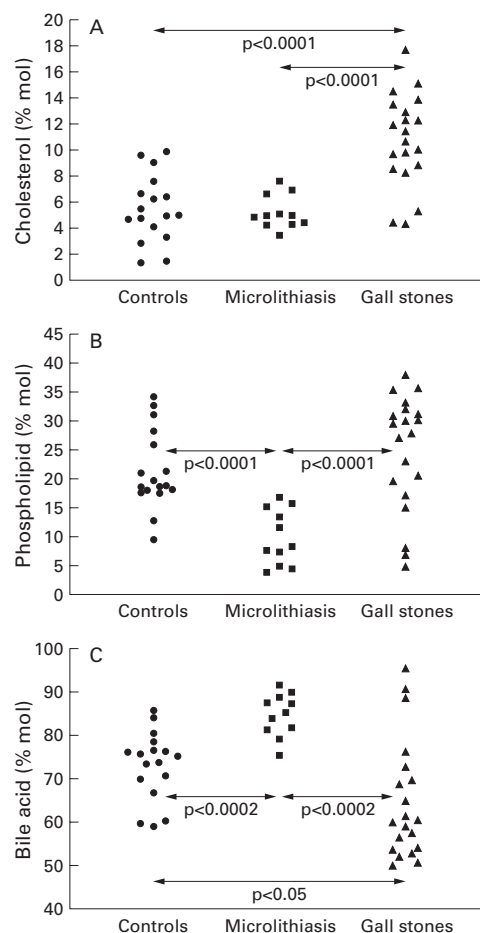 A
Cholesterol (% mol)
20
18
16
14
12
10
8
6
4
2
0
p<0.0001
p<0.0001
Controls Microlithiasis Gall stones
B
Phospholipid (% mol)
45
40
35
30
25
20
15
10
5
0
p<0.0001 p<0.0001
Controls Microlithiasis Gall stones
C
Bile acid (% mol)
100
90
80
70
60
50
40
p<0.0002 p<0.0002
p<0.05
Controls Microlithiasis Gall stones